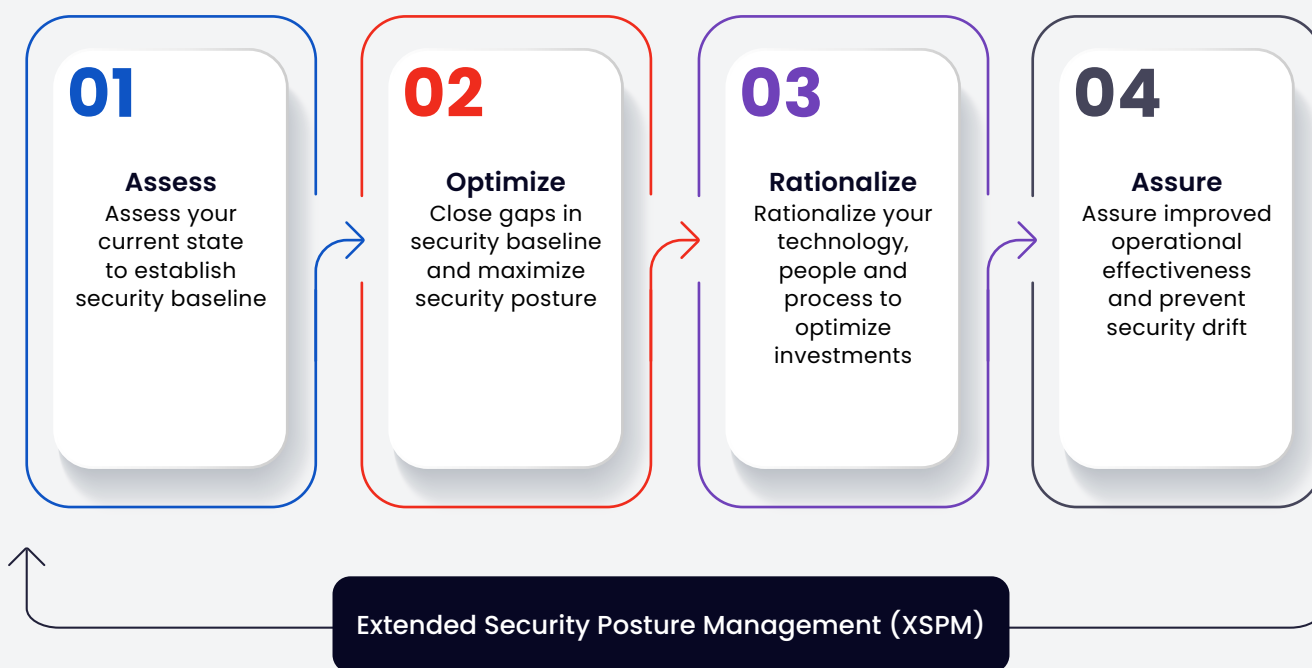 01
Assess
Assess your
current state
to establish
security baseline
02
Optimize
Close gaps in
security baseline
and maximize
security posture
03
Rationalize
Rationalize your
technology,
people and
process to
optimize
investments
04
Assure
Assure improved
operational
effectiveness
and prevent
security drift
Extended Security Posture Management (XSPM)